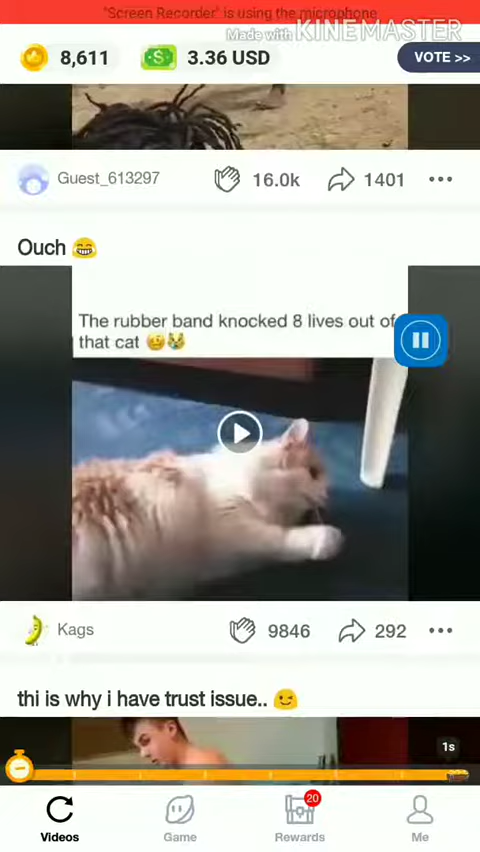 "Screen Recorder" is using the microphone
Made with KINEMASTER
8,611
3.36 USD
VOTE >>
Guest_613297
16.0k
1401
Ouch 😂
The rubber band knocked 8 lives out of
that cat 🥴😿
Kags
9846
292
thi is why i have trust issue.. 😉
1s
20
Videos
Game
Rewards
Me